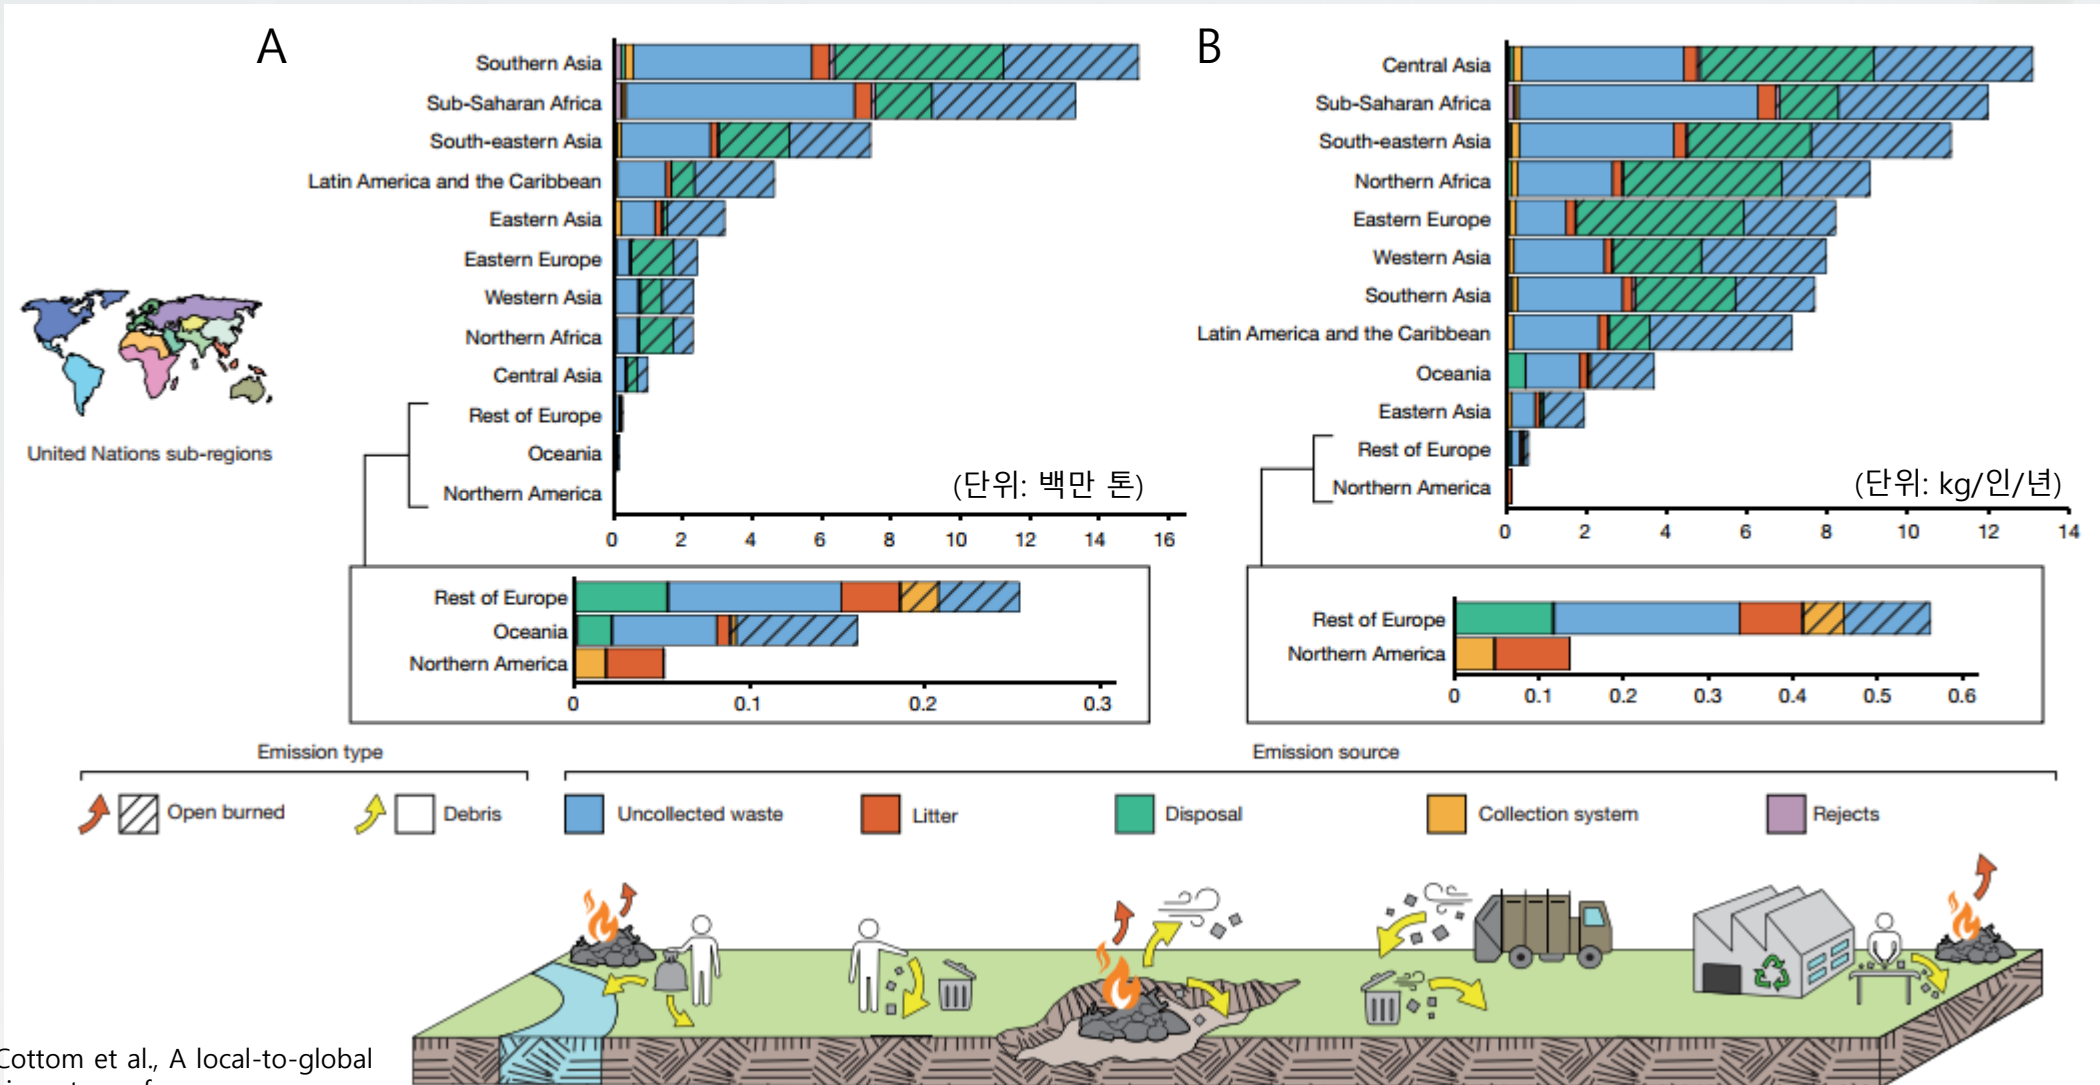 A
Southern Asia
Sub-Saharan Africa
South-eastern Asia
Latin America and the Caribbean
Eastern Asia
Eastern Europe
Western Asia
Northern Africa
Central Asia
Rest of Europe
Oceania
Northern America
(단위: 백만 톤)
0 2 4 6 8 10 12 14 16
Rest of Europe
Oceania
Northern America
0 0.1 0.2 0.3
United Nations sub-regions
B
Central Asia
Sub-Saharan Africa
South-eastern Asia
Northern Africa
Eastern Europe
Western Asia
Southern Asia
Latin America and the Caribbean
Oceania
Eastern Asia
Rest of Europe
Northern America
(단위: kg/인/년)
0 2 4 6 8 10 12 14
Rest of Europe
Northern America
0 0.1 0.2 0.3 0.4 0.5 0.6
Emission type
Open burned Debris
Emission source
Uncollected waste Litter Disposal Collection system Rejects
Cottom et al., A local-to-global